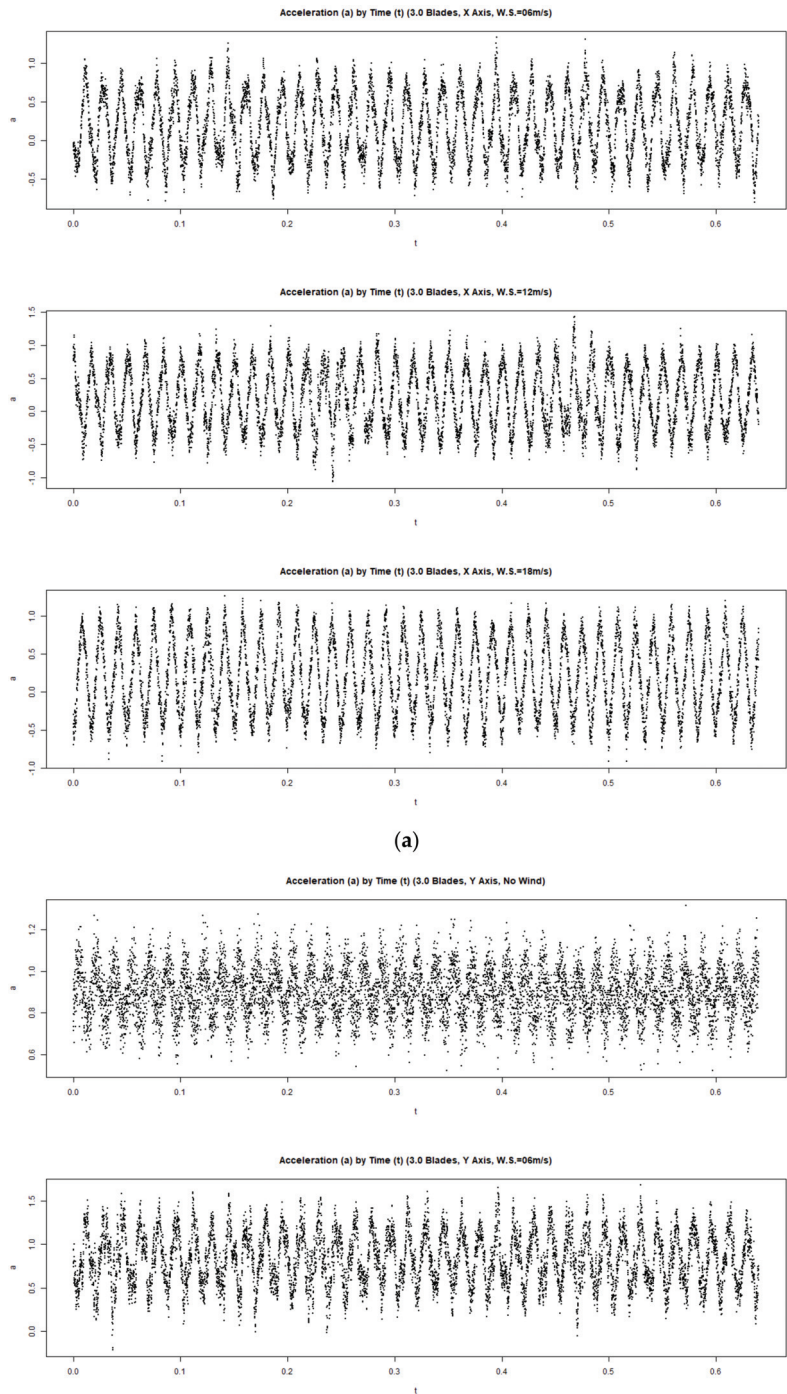 Acceleration (a) by Time (t) (3.0 Blades, X Axis, W.S.=06m/s)
1.0
0.5
0.0
-0.5
a
0.0 0.1 0.2 0.3 0.4 0.5 0.6
t
Acceleration (a) by Time (t) (3.0 Blades, X Axis, W.S.=12m/s)
1.5
1.0
0.5
0.0
-0.5
-1.0
a
0.0 0.1 0.2 0.3 0.4 0.5 0.6
t
Acceleration (a) by Time (t) (3.0 Blades, X Axis, W.S.=18m/s)
1.0
0.5
0.0
-0.5
-1.0
a
0.0 0.1 0.2 0.3 0.4 0.5 0.6
t
(a)
Acceleration (a) by Time (t) (3.0 Blades, Y Axis, No Wind)
1.2
1.0
0.8
0.6
a
0.0 0.1 0.2 0.3 0.4 0.5 0.6
t
Acceleration (a) by Time (t) (3.0 Blades, Y Axis, W.S.=06m/s)
1.5
1.0
0.5
0.0
a
0.0 0.1 0.2 0.3 0.4 0.5 0.6
t